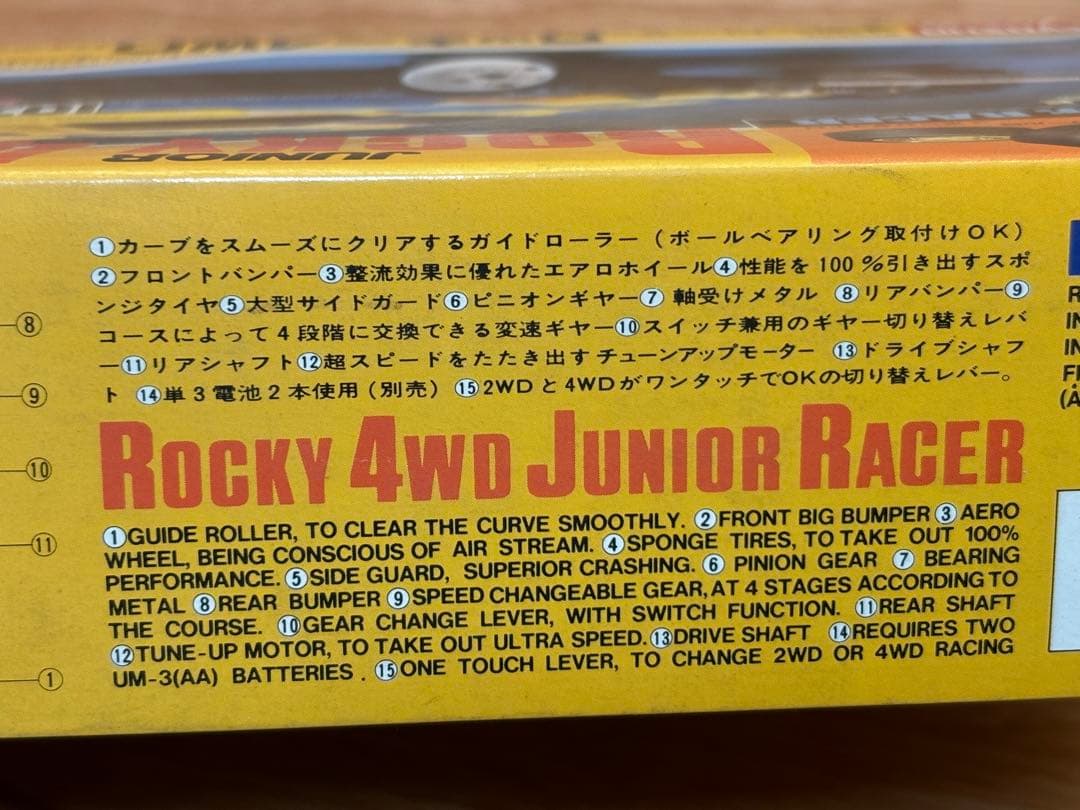 JUNIOR
ROCKY 4
①カーブをスムーズにクリアするガイドローラー（ボールベアリング取付けOK）
②フロントバンパー③整流効果に優れたエアロホイール④性能を100％引き出すスポ
ンジタイヤ⑤大型サイドガード⑥ピニオンギヤー⑦ 軸受けメタル ⑧リアバンパー⑨
コースによって4段階に交換できる変速ギヤー⑩スイッチ兼用のギヤー切り替えレバ
ー⑪リアシャフト⑫超スピードをたたき出すチューンアップモーター ⑬ドライブシャフ
ト ⑭単3電池2本使用（別売） ⑮2WDと4WDがワンタッチでOKの切り替えレバー。
ROCKY 4WD JUNIOR RACER
①GUIDE ROLLER, TO CLEAR THE CURVE SMOOTHLY. ②FRONT BIG BUMPER ③AERO
WHEEL, BEING CONSCIOUS OF AIR STREAM. ④SPONGE TIRES, TO TAKE OUT 100%
PERFORMANCE. ⑤SIDE GUARD, SUPERIOR CRASHING. ⑥ PINION GEAR ⑦ BEARING
METAL ⑧REAR BUMPER ⑨SPEED CHANGEABLE GEAR, AT 4 STAGES ACCORDING TO
THE COURSE. ⑩GEAR CHANGE LEVER, WITH SWITCH FUNCTION. ⑪REAR SHAFT
⑫TUNE-UP MOTOR, TO TAKE OUT ULTRA SPEED. ⑬DRIVE SHAFT ⑭REQUIRES TWO
UM-3(AA) BATTERIES. ⑮ONE TOUCH LEVER, TO CHANGE 2WD OR 4WD RACING
⑧
⑨
⑩
⑪
①